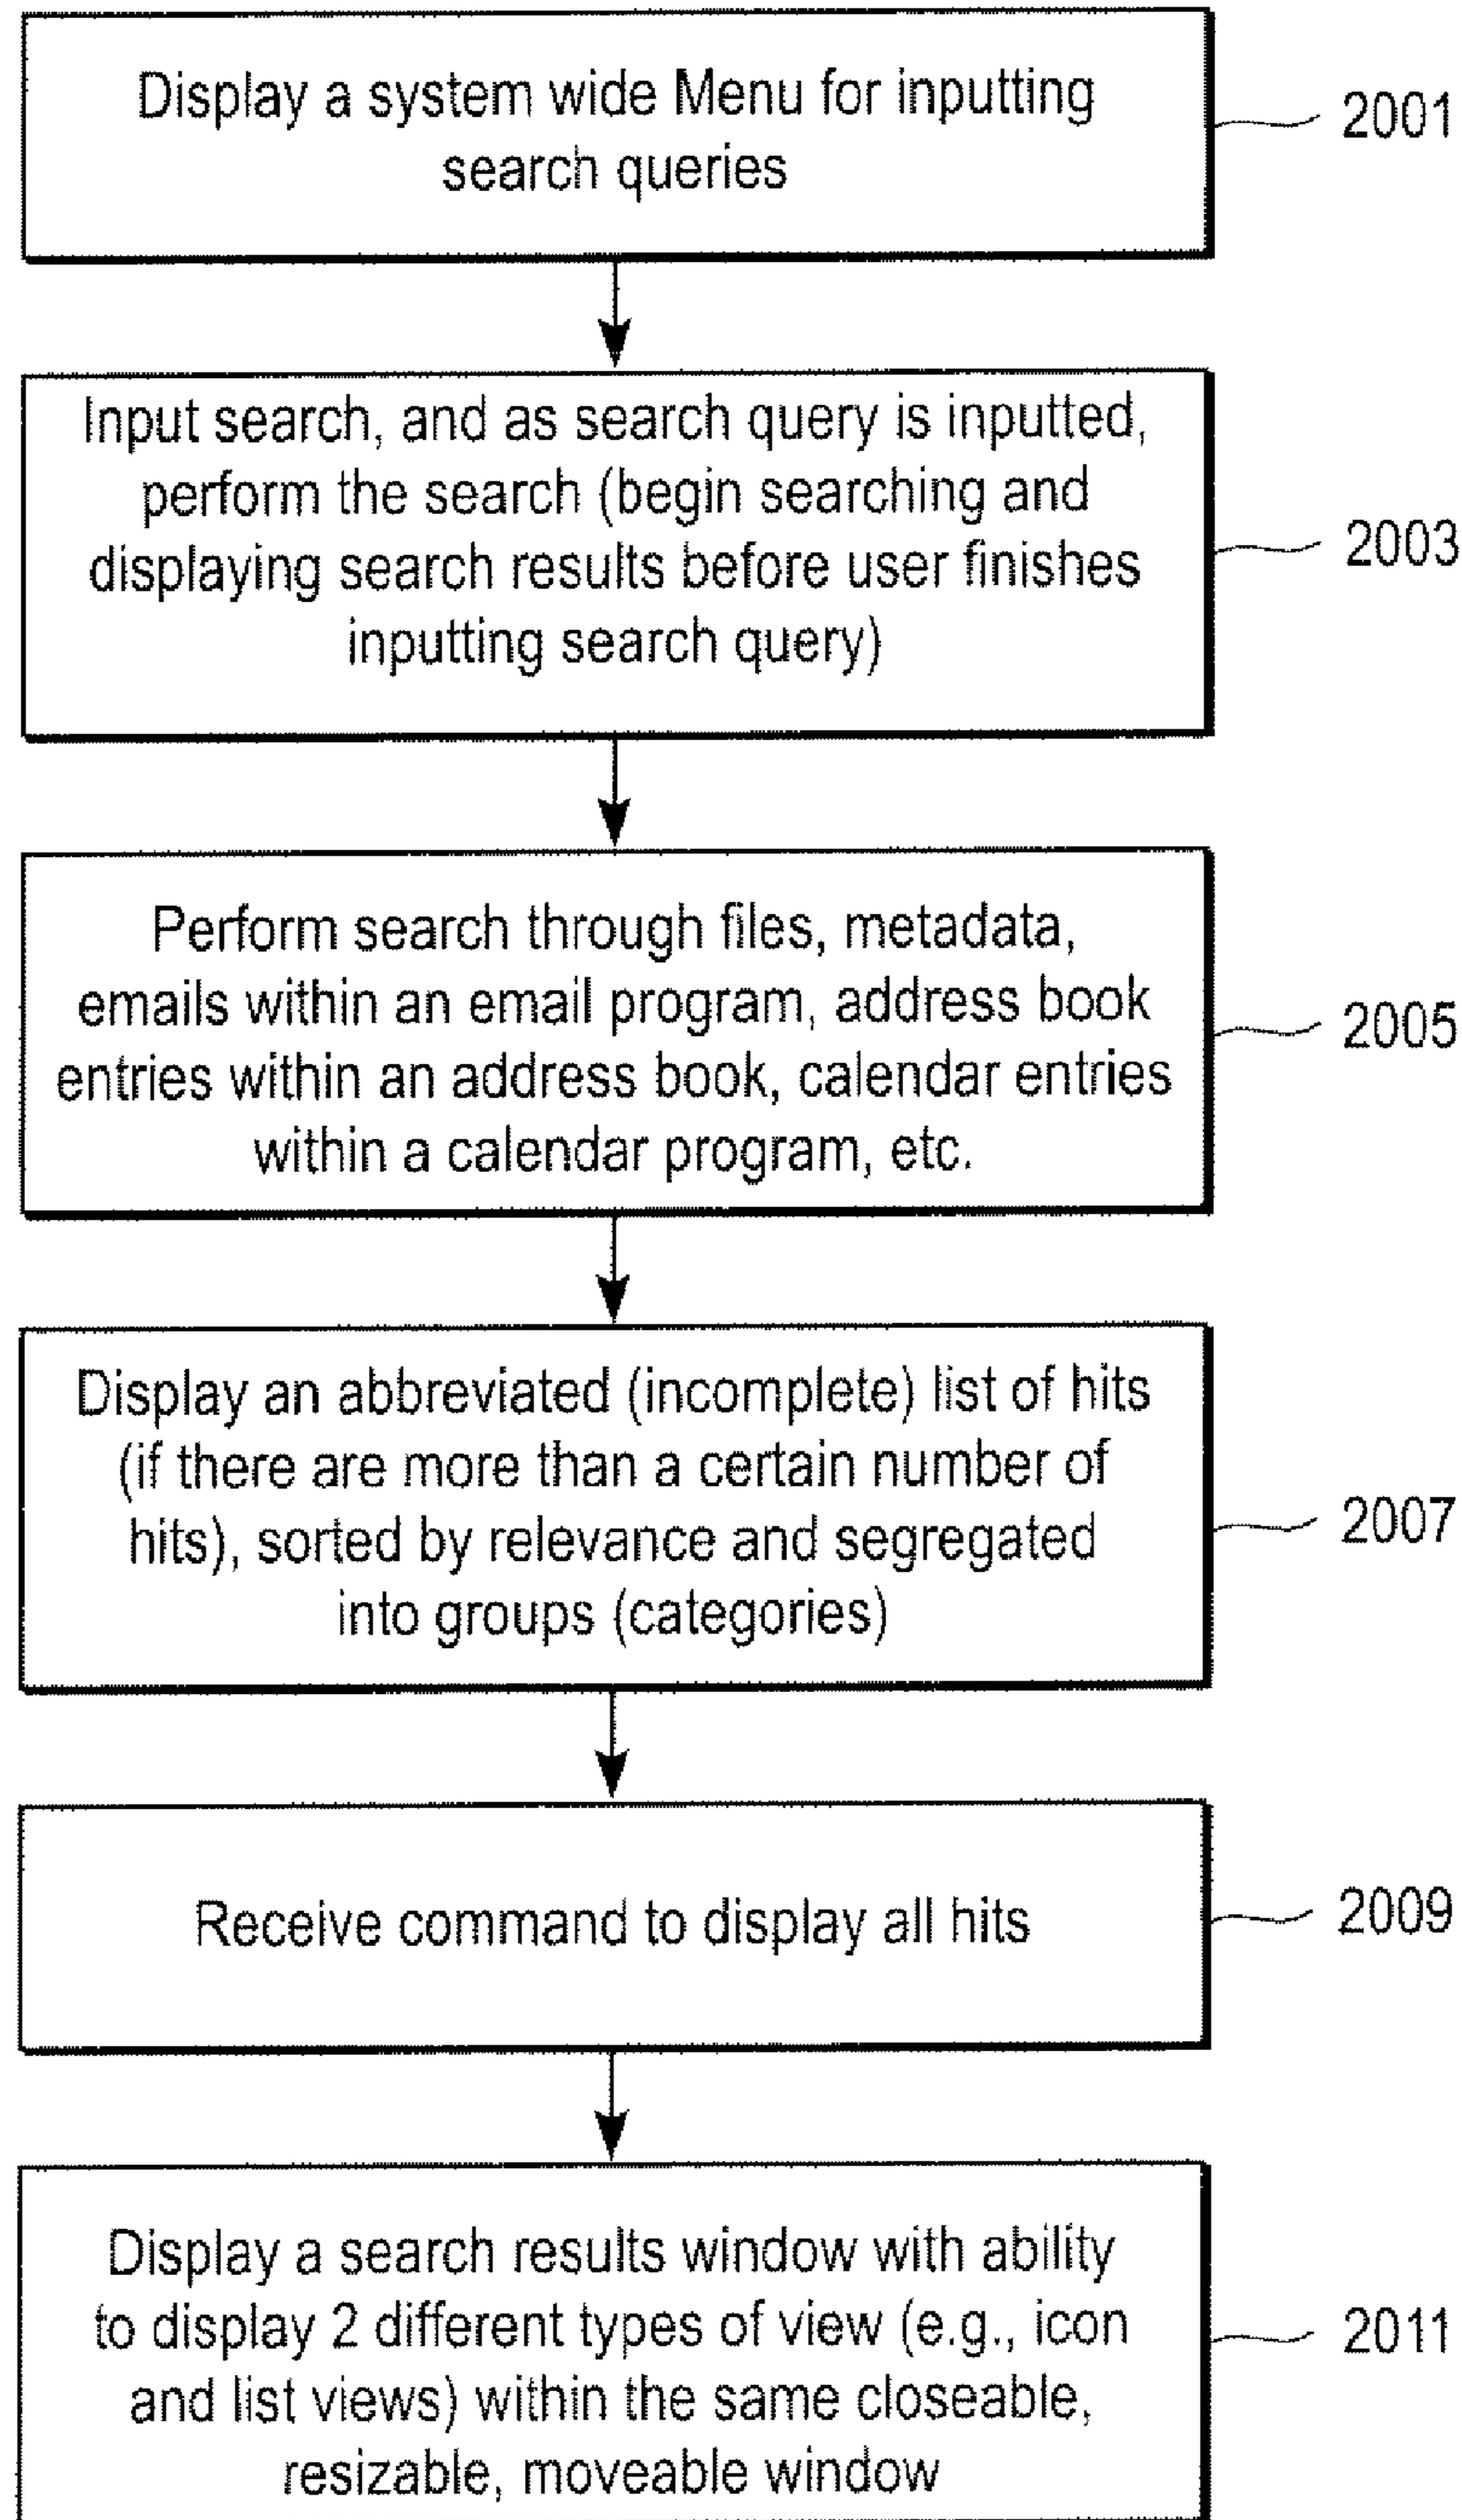 Display a system wide Menu for inputting
search queries
2001
Input search, and as search query is inputted,
perform the search (begin searching and
displaying search results before user finishes
inputting search query)
2003
Perform search through files, metadata,
emails within an email program, address book
entries within an address book, calendar entries
within a calendar program, etc.
2005
Display an abbreviated (incomplete) list of hits
(if there are more than a certain number of
hits), sorted by relevance and segregated
into groups (categories)
2007
Receive command to display all hits
2009
Display a search results window with ability
to display 2 different types of view (e.g., icon
and list views) within the same closeable,
resizable, moveable window
2011